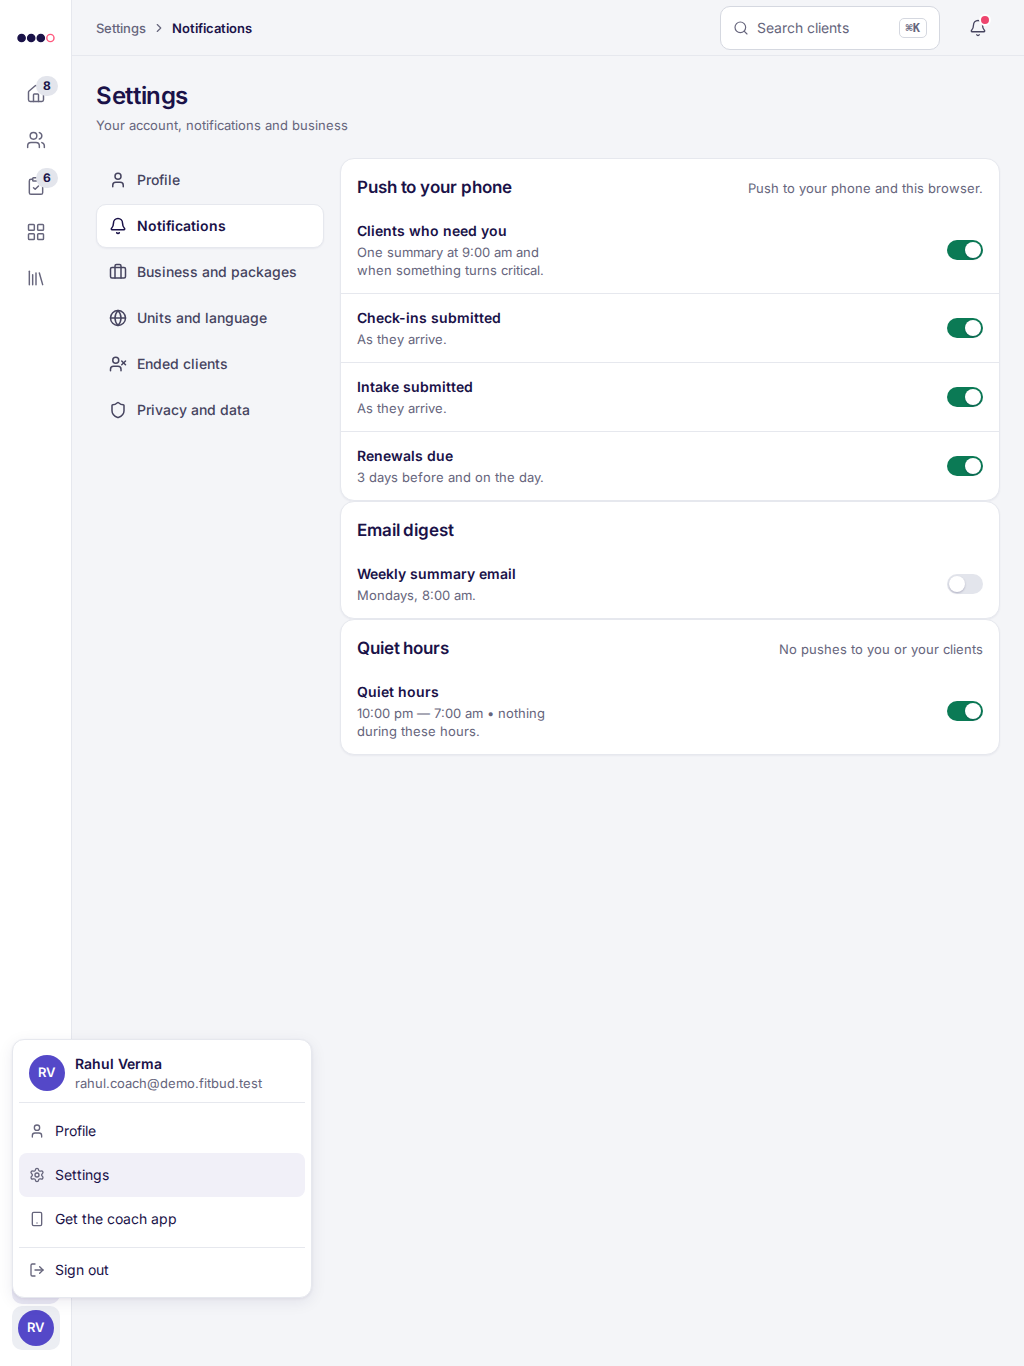 Settings > Notifications
Search clients
⌘K
8
6
Settings
Your account, notifications and business
Profile
Notifications
Business and packages
Units and language
Ended clients
Privacy and data
Push to your phone
Push to your phone and this browser.
Clients who need you
One summary at 9:00 am and
when something turns critical.
Check-ins submitted
As they arrive.
Intake submitted
As they arrive.
Renewals due
3 days before and on the day.
Email digest
Weekly summary email
Mondays, 8:00 am.
Quiet hours
No pushes to you or your clients
Quiet hours
10:00 pm — 7:00 am • nothing
during these hours.
RV
Rahul Verma
rahul.coach@demo.fitbud.test
Profile
Settings
Get the coach app
Sign out
RV